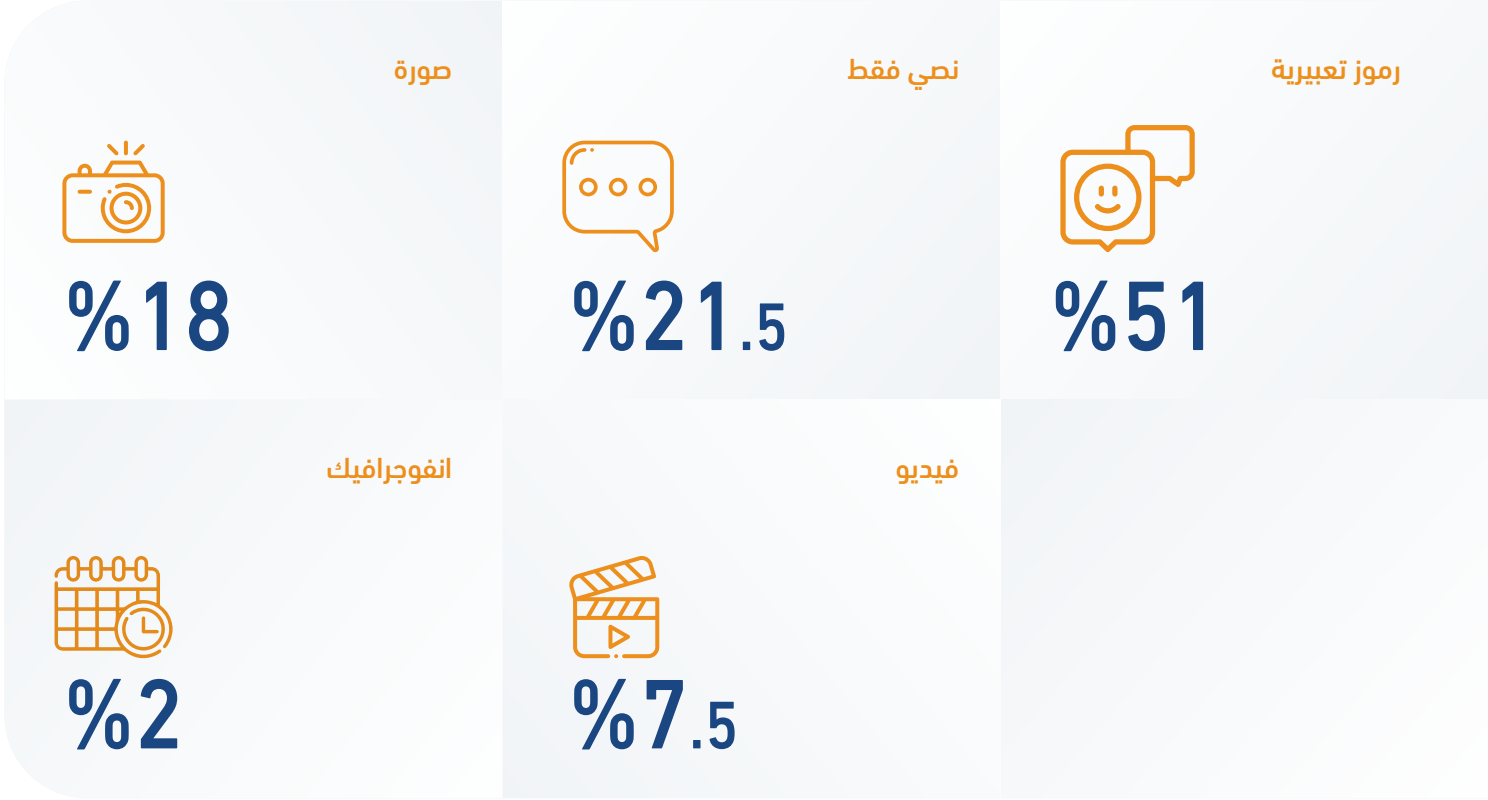 رموز تعبيرية
%51
نصي فقط
%21.5
صورة
%18
فيديو
%7.5
انفوجرافيك
%2